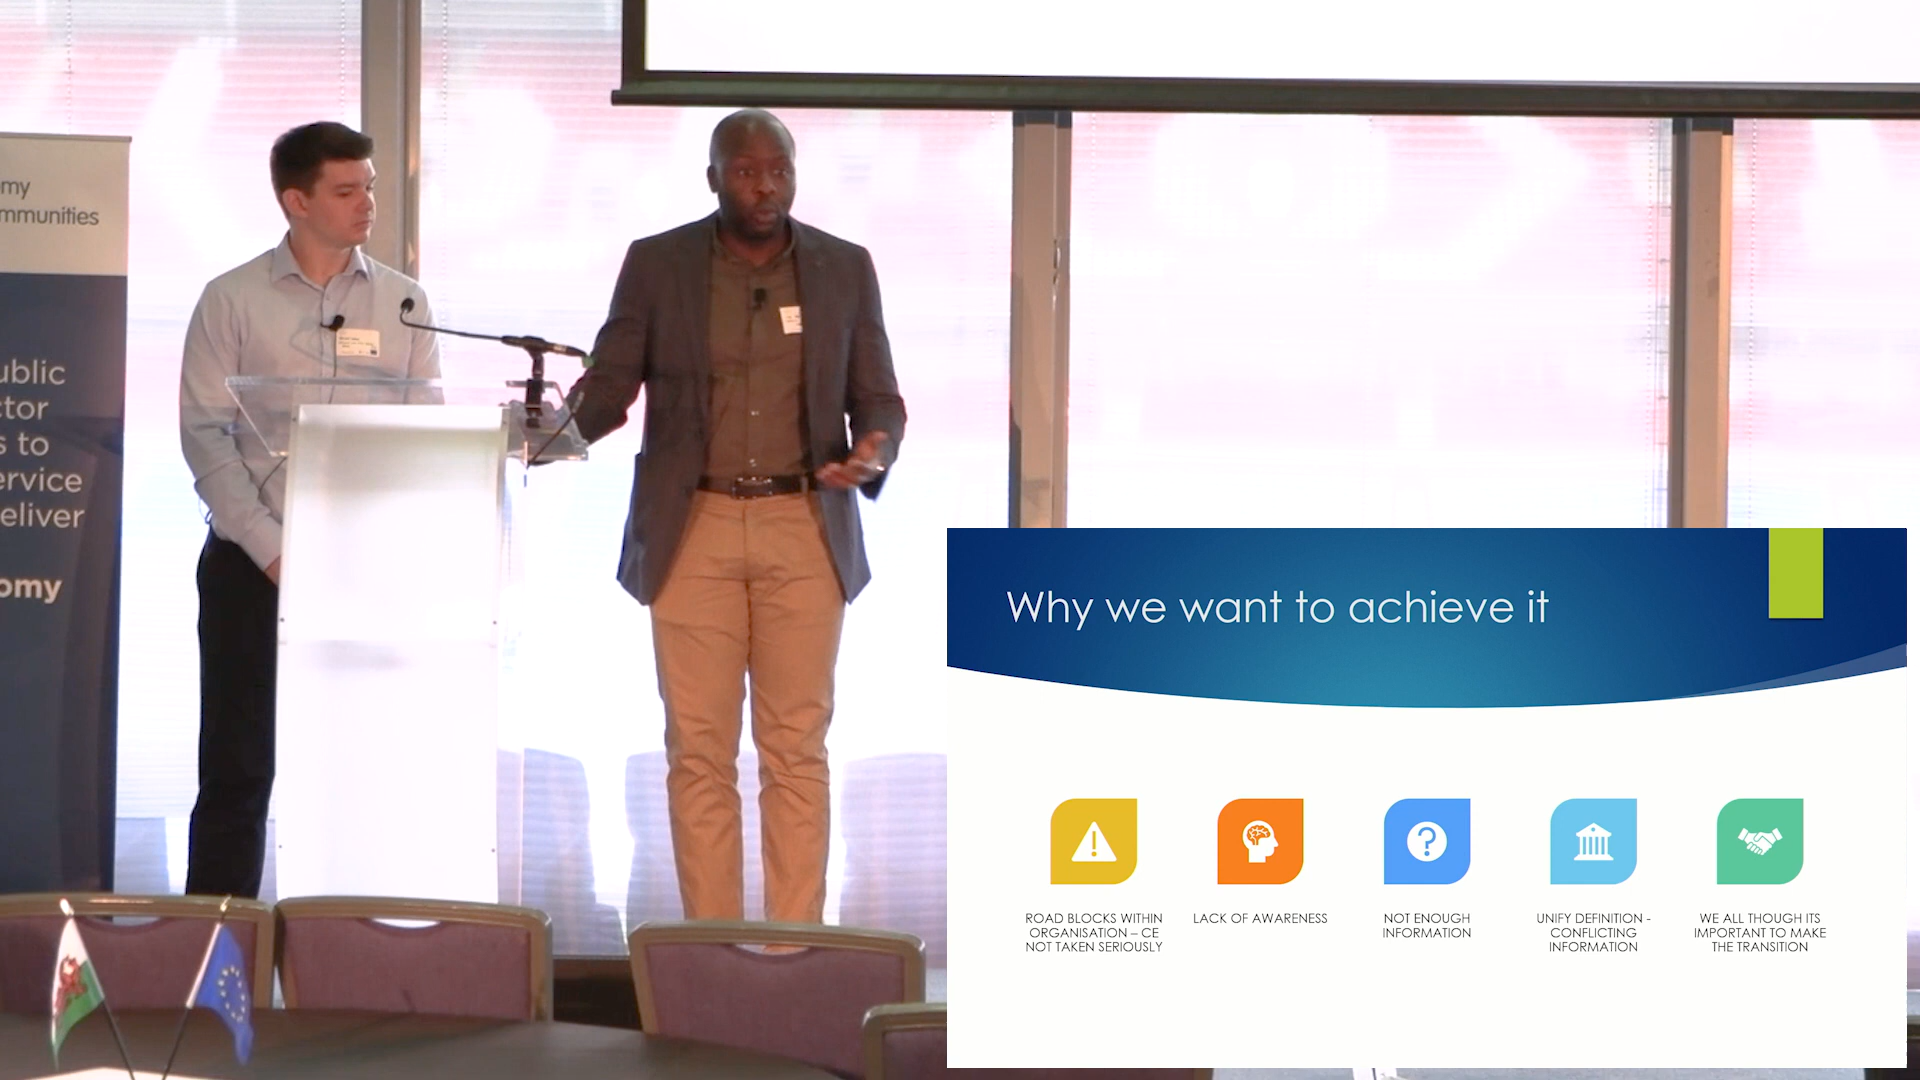 my
mmunities
ublic
tor
s to
ervice
eliver
omy
Why we want to achieve it
ROAD BLOCKS WITHIN
ORGANISATION – CE
NOT TAKEN SERIOUSLY
LACK OF AWARENESS
NOT ENOUGH
INFORMATION
UNIFY DEFINITION -
CONFLICTING
INFORMATION
WE ALL THOUGH ITS
IMPORTANT TO MAKE
THE TRANSITION